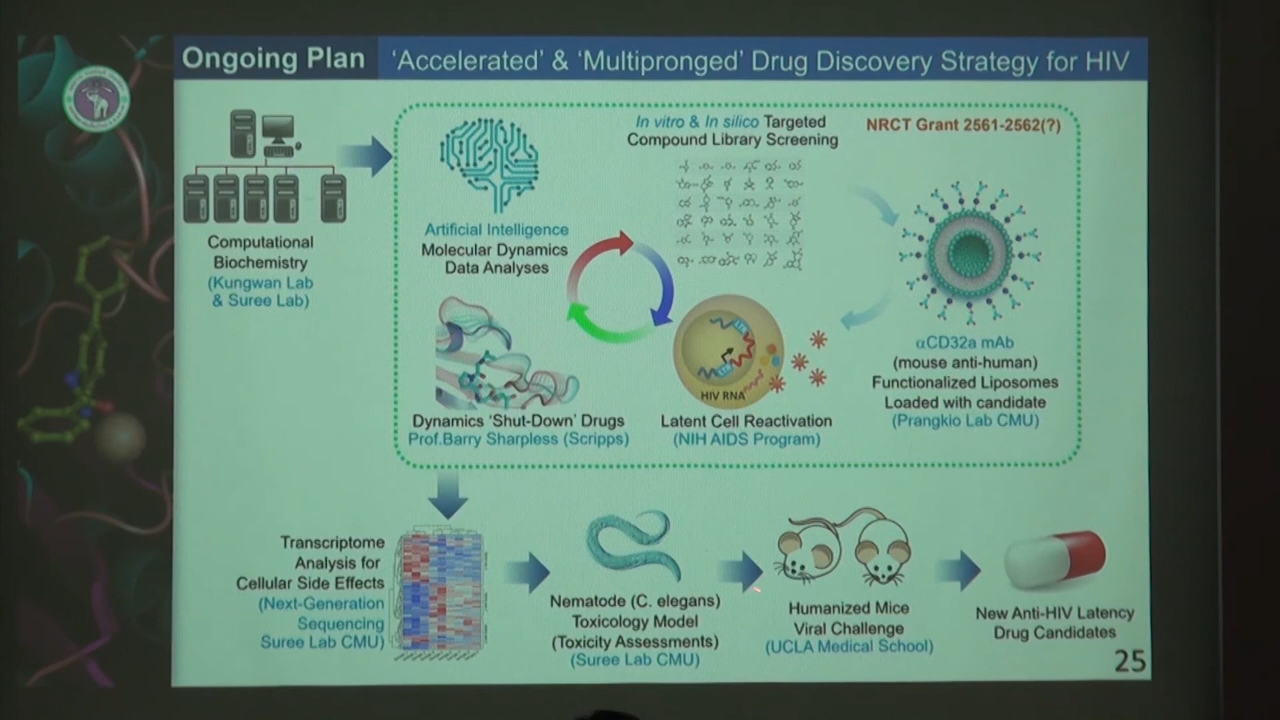 Ongoing Plan
'Accelerated' & 'Multipronged' Drug Discovery Strategy for HIV
Computational
Biochemistry
(Kungwan Lab
& Suree Lab)
Artificial Intelligence
Molecular Dynamics
Data Analyses
In vitro & In silico Targeted
Compound Library Screening
NRCT Grant 2561-2562(?)
αCD32a mAb
(mouse anti-human)
Functionalized Liposomes
Loaded with candidate
(Prangkio Lab CMU)
Dynamics 'Shut-Down' Drugs
Prof.Barry Sharpless (Scripps)
LTR
LTR
HIV RNA
Latent Cell Reactivation
(NIH AIDS Program)
Transcriptome
Analysis for
Cellular Side Effects
(Next-Generation
Sequencing
Suree Lab CMU)
Nematode (C. elegans)
Toxicology Model
(Toxicity Assessments)
(Suree Lab CMU)
Humanized Mice
Viral Challenge
(UCLA Medical School)
New Anti-HIV Latency
Drug Candidates
25